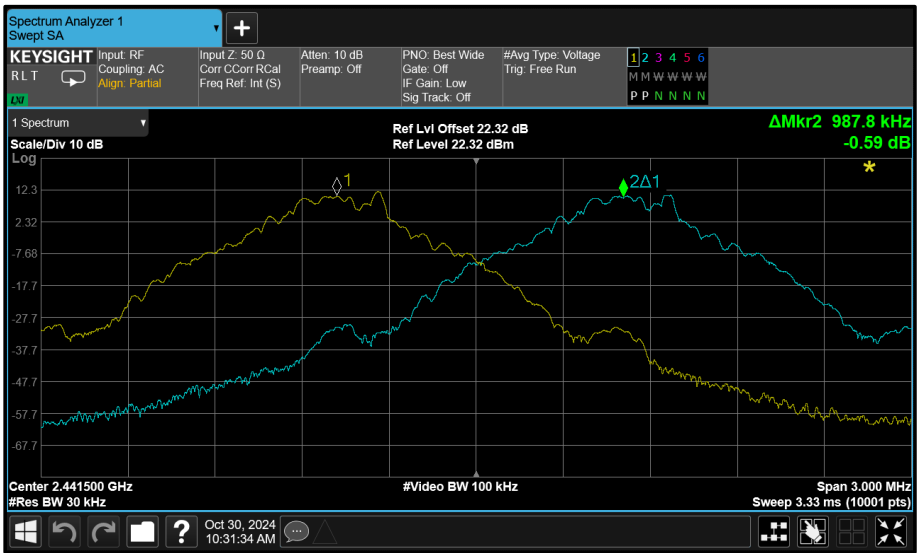 Spectrum Analyzer 1
Swept SA
+
KEYSIGHT
RLT
LXI
Input: RF
Coupling: AC
Align: Partial
Input Z: 50 Ω
Corr CCorr RCal
Freq Ref: Int (S)
Atten: 10 dB
Preamp: Off
PNO: Best Wide
Gate: Off
IF Gain: Low
Sig Track: Off
#Avg Type: Voltage
Trig: Free Run
1 2 3 4 5 6
M M W W W W
P P N N N N
1 Spectrum
Scale/Div 10 dB
Ref Lvl Offset 22.32 dB
Ref Level 22.32 dBm
ΔMkr2 987.8 kHz
-0.59 dB
*
Log
1
2Δ1
12.3
2.32
-7.68
-17.7
-27.7
-37.7
-47.7
-57.7
-67.7
Center 2.441500 GHz
#Video BW 100 kHz
Span 3.000 MHz
#Res BW 30 kHz
Sweep 3.33 ms (10001 pts)
?
Oct 30, 2024
10:31:34 AM